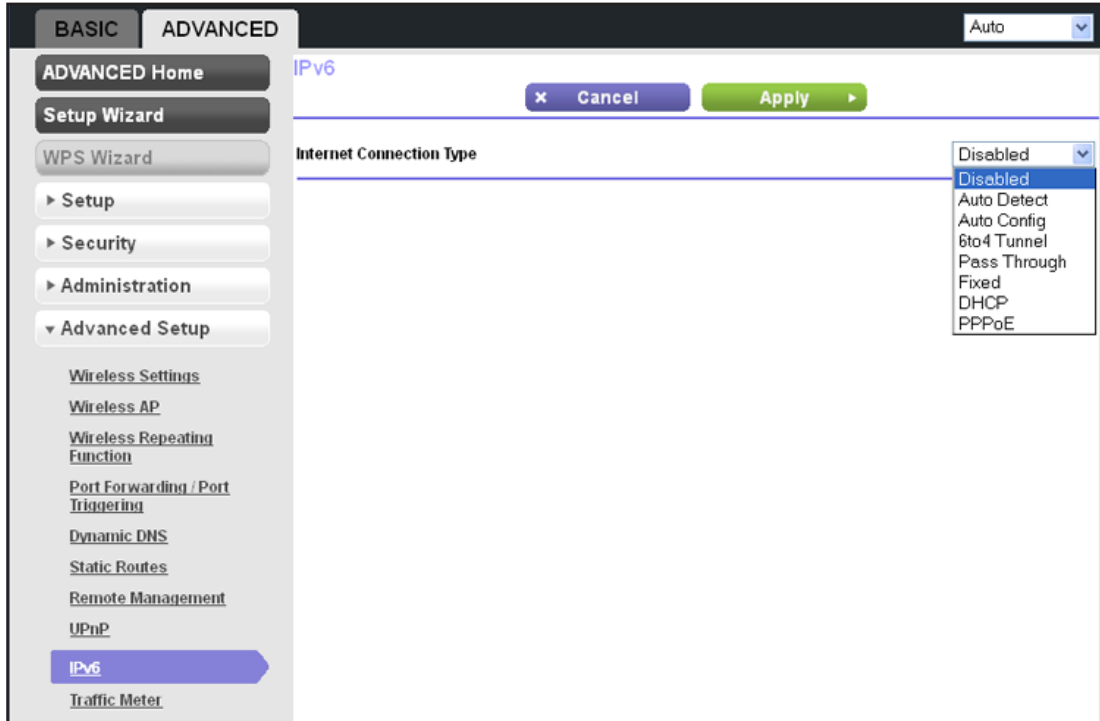 BASIC
ADVANCED
Auto
ADVANCED Home
Setup Wizard
WPS Wizard
Setup
Security
Administration
Advanced Setup
Wireless Settings
Wireless AP
Wireless Repeating
Function
Port Forwarding / Port
Triggering
Dynamic DNS
Static Routes
Remote Management
UPnP
IPv6
Traffic Meter
IPv6
Cancel
Apply
Internet Connection Type
Disabled
Disabled
Auto Detect
Auto Config
6to4 Tunnel
Pass Through
Fixed
DHCP
PPPoE